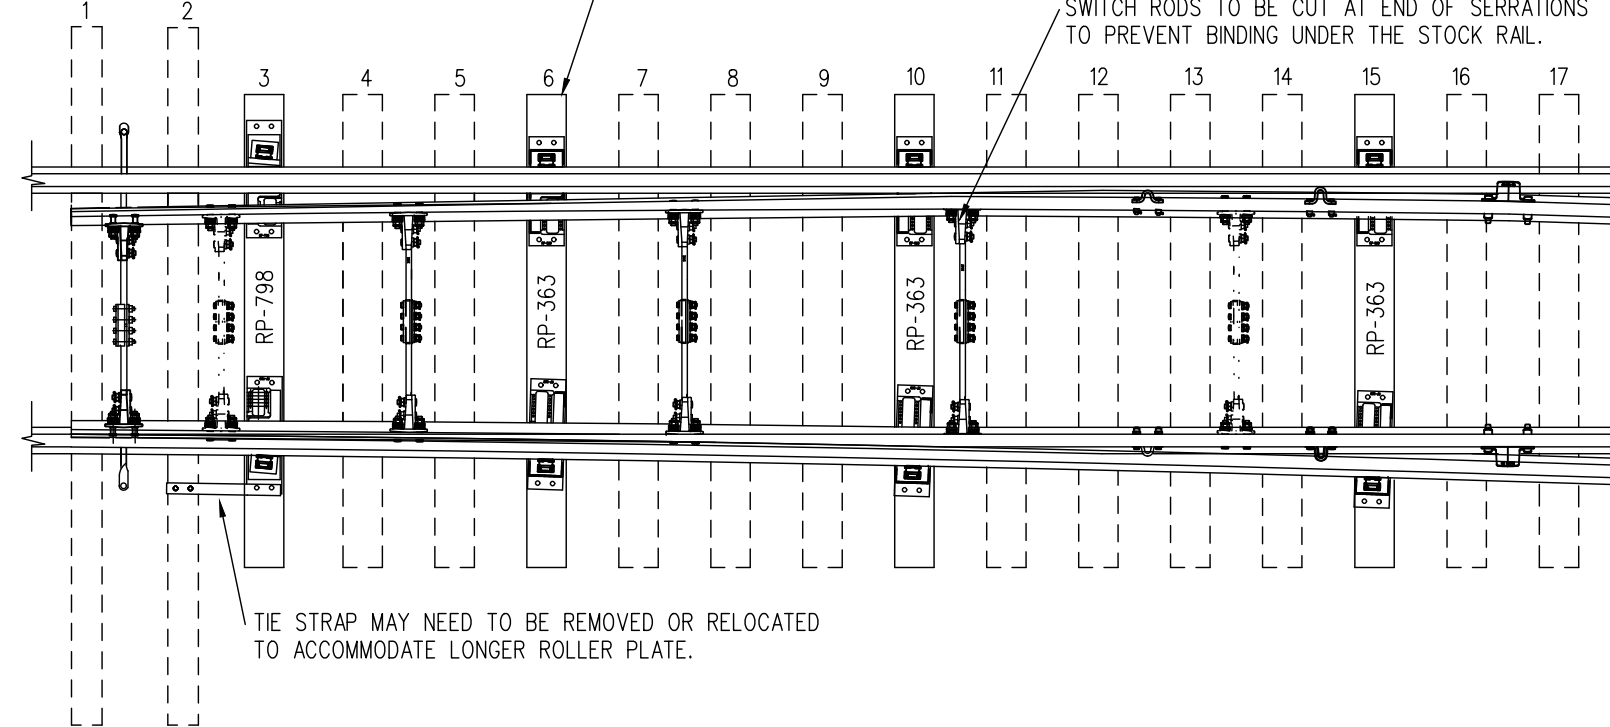 SWITCH RODS TO BE CUT AT END OF SERRATIONS
TO PREVENT BINDING UNDER THE STOCK RAIL.
1
2
3
4
5
6
7
8
9
10
11
12
13
14
15
16
17
RP-798
RP-363
RP-363
RP-363
TIE STRAP MAY NEED TO BE REMOVED OR RELOCATED
TO ACCOMMODATE LONGER ROLLER PLATE.